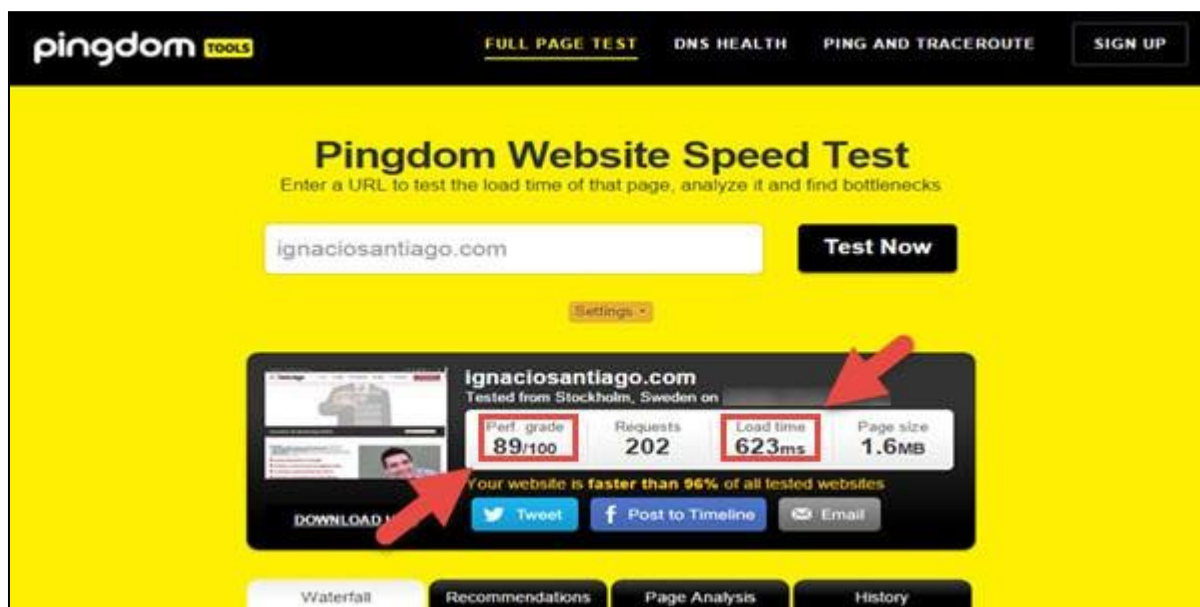 pingdom TOOLS
FULL PAGE TEST DNS HEALTH PING AND TRACEROUTE SIGN UP
Pingdom Website Speed Test
Enter a URL to test the load time of that page, analyze it and find bottlenecks
ignaciosantiago.com Test Now
Settings
ignaciosantiago.com
Tested from Stockholm, Sweden on
Perf. grade Requests Load time Page size
89/100 202 623ms 1.6MB
Your website is faster than 96% of all tested websites
DOWNLOAD Tweet f Post to Timeline Email
Waterfall Recommendations Page Analysis History